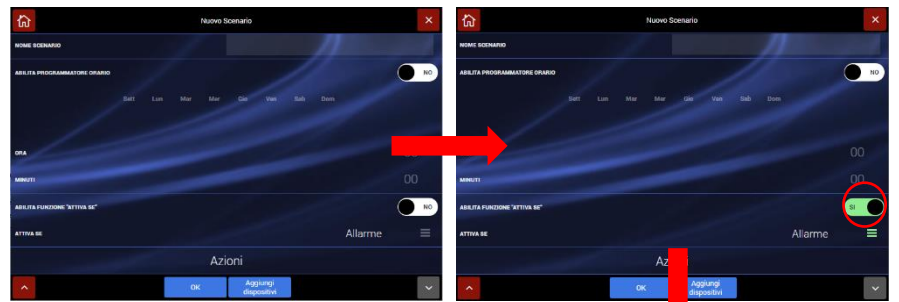 Nuovo Scenario
NOME SCENARIO
ABILITA PROGRAMMATORE ORARIO
NO
Sett Lun Mar Mer Gio Ven Sab Dom
ORA
MINUTI
00
ABILITA FUNZIONE "ATTIVA SE"
NO
ATTIVA SE
Allarme
Azioni
OK
Aggiungi
dispositivi
Nuovo Scenario
NOME SCENARIO
ABILITA PROGRAMMATORE ORARIO
NO
Sett Lun Mar Mer Gio Ven Sab Dom
00
MINUTI
00
ABILITA FUNZIONE "ATTIVA SE"
SI
ATTIVA SE
Allarme
OK
Aggiungi
dispositivi